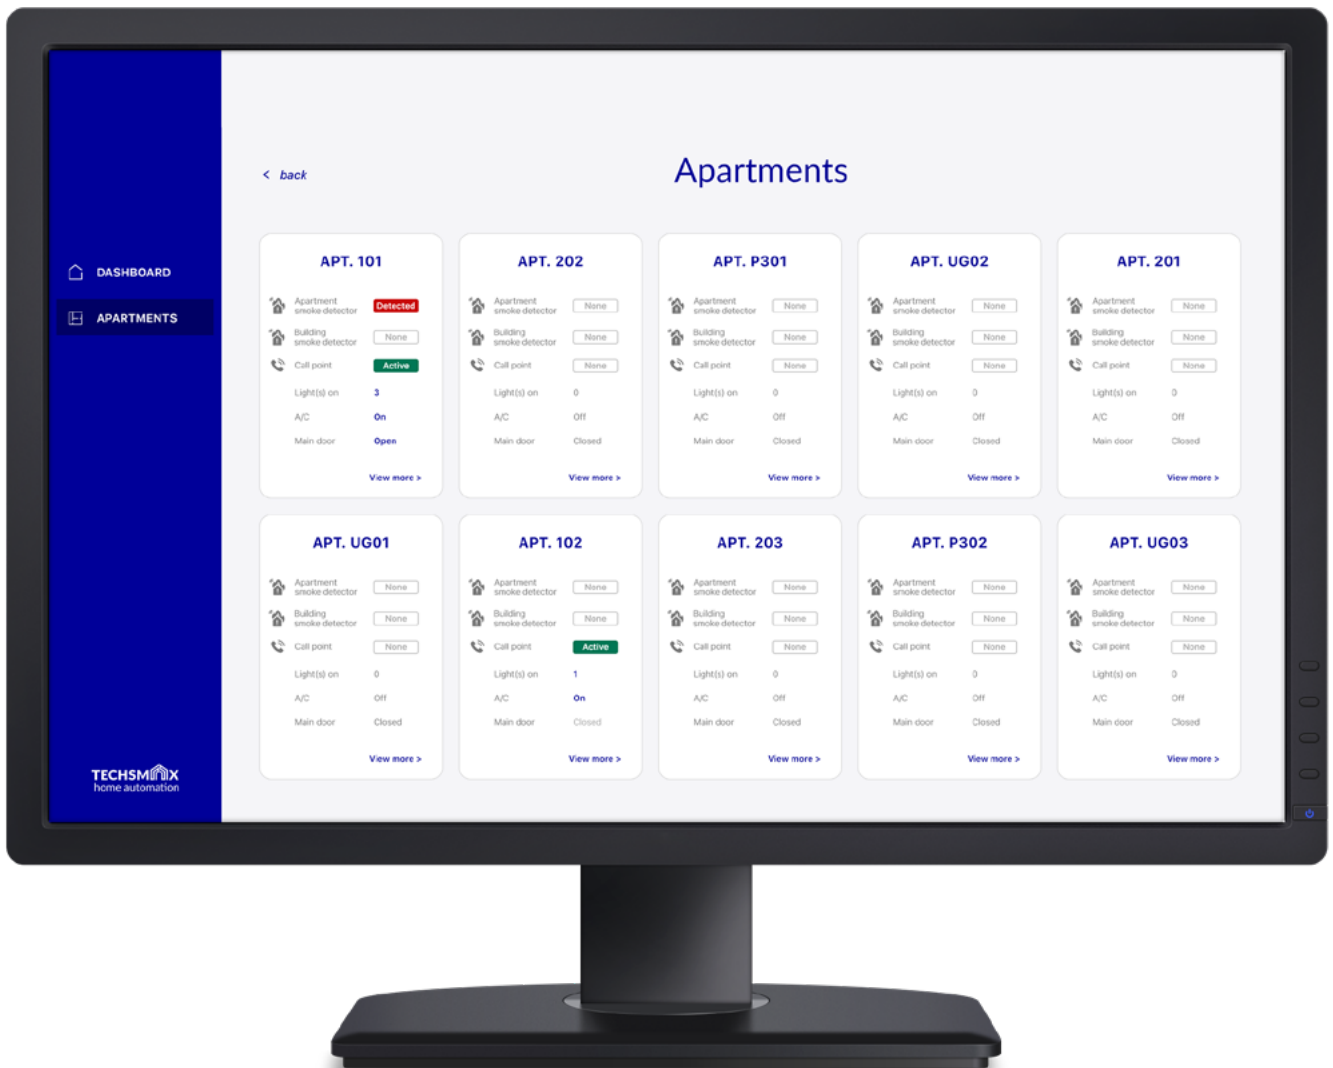 < back
Apartments
DASHBOARD
APARTMENTS
APT. 101
Apartment
smoke detector
Detected
Building
smoke detector
None
Call point
Active
Light(s) on
3
A/C
On
Main door
Open
View more >
APT. 202
Apartment
smoke detector
None
Building
smoke detector
None
Call point
None
Light(s) on
0
A/C
Off
Main door
Closed
View more >
APT. P301
Apartment
smoke detector
None
Building
smoke detector
None
Call point
None
Light(s) on
0
A/C
Off
Main door
Closed
View more >
APT. UG02
Apartment
smoke detector
None
Building
smoke detector
None
Call point
None
Light(s) on
0
A/C
Off
Main door
Closed
View more >
APT. 201
Apartment
smoke detector
None
Building
smoke detector
None
Call point
None
Light(s) on
0
A/C
Off
Main door
Closed
View more >
APT. UG01
Apartment
smoke detector
None
Building
smoke detector
None
Call point
None
Light(s) on
0
A/C
Off
Main door
Closed
View more >
APT. 102
Apartment
smoke detector
None
Building
smoke detector
None
Call point
Active
Light(s) on
1
A/C
On
Main door
Closed
View more >
APT. 203
Apartment
smoke detector
None
Building
smoke detector
None
Call point
None
Light(s) on
0
A/C
Off
Main door
Closed
View more >
APT. P302
Apartment
smoke detector
None
Building
smoke detector
None
Call point
None
Light(s) on
0
A/C
Off
Main door
Closed
View more >
APT. UG03
Apartment
smoke detector
None
Building
smoke detector
None
Call point
None
Light(s) on
0
A/C
Off
Main door
Closed
View more >
TECHSMAX
home automation